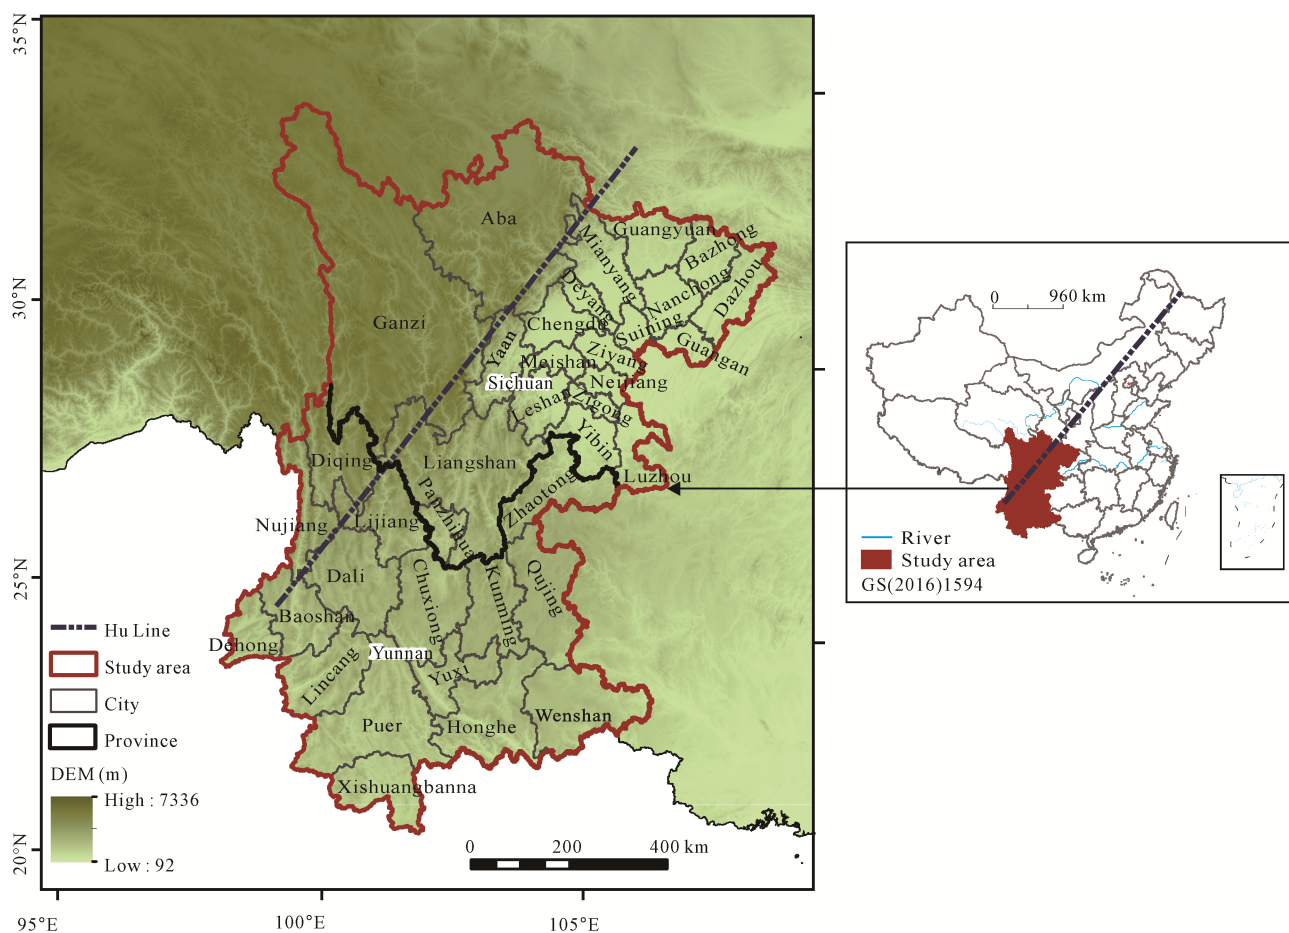 35°N
30°N
25°N
20°N
95°E
100°E
105°E
Aba
Guangyuan
Bazhong
Mianyang
Dazhou
Nanchong
Deyang
Ganzi
Chengdu
Suining
Guangan
Yaan
Ziyang
Meishan
Sichuan
Neijiang
Leshan
Zigong
Yibin
Luzhou
Diqing
Liangshan
Zhaotong
Panzhihua
Nujiang
Lijiang
Dali
Chuxiong
Kunming
Qujing
Baoshan
Dehong
Yunnan
Lincang
Yuxi
Puer
Honghe
Wenshan
Xishuangbanna
Hu Line
Study area
City
Province
DEM (m)
High : 7336
Low : 92
0 200 400 km
0 960 km
River
Study area
GS(2016)1594